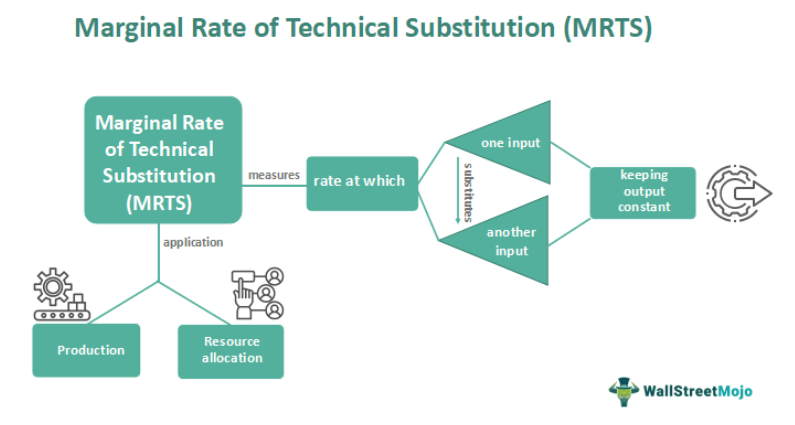 Marginal Rate of Technical Substitution (MRTS)
Marginal Rate
of Technical
Substitution
(MRTS)
measures
rate at which
one input
substitutes
another
input
keeping
output
constant
application
Production
Resource
allocation
WallStreetMojo